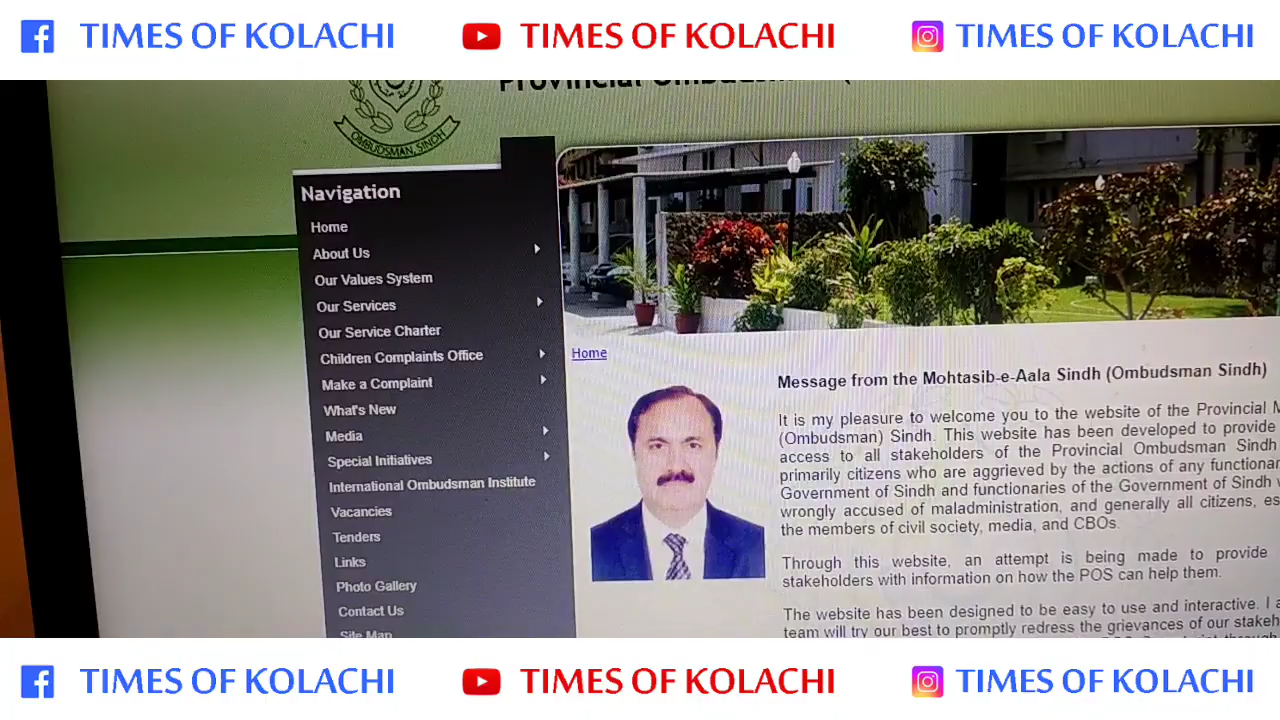 TIMES OF KOLACHI TIMES OF KOLACHI TIMES OF KOLACHI
Provincial
OMBUDSMAN, SINDH
Navigation
Home
About Us
Our Values System
Our Services
Our Service Charter
Children Complaints Office
Make a Complaint
What's New
Media
Special Initiatives
International Ombudsman Institute
Vacancies
Tenders
Links
Photo Gallery
Contact Us
Site Map
Home
Message from the Mohtasib-e-Aala Sindh (Ombudsman Sindh)
It is my pleasure to welcome you to the website of the Provincial M
(Ombudsman) Sindh. This website has been developed to provide
access to all stakeholders of the Provincial Ombudsman Sindh
primarily citizens who are aggrieved by the actions of any functionar
Government of Sindh and functionaries of the Government of Sindh w
wrongly accused of maladministration, and generally all citizens, es
the members of civil society, media, and CBOs.
Through this website, an attempt is being made to provide
stakeholders with information on how the POS can help them.
The website has been designed to be easy to use and interactive. I a
team will try our best to promptly redress the grievances of our stakeh
TIMES OF KOLACHI TIMES OF KOLACHI TIMES OF KOLACHI